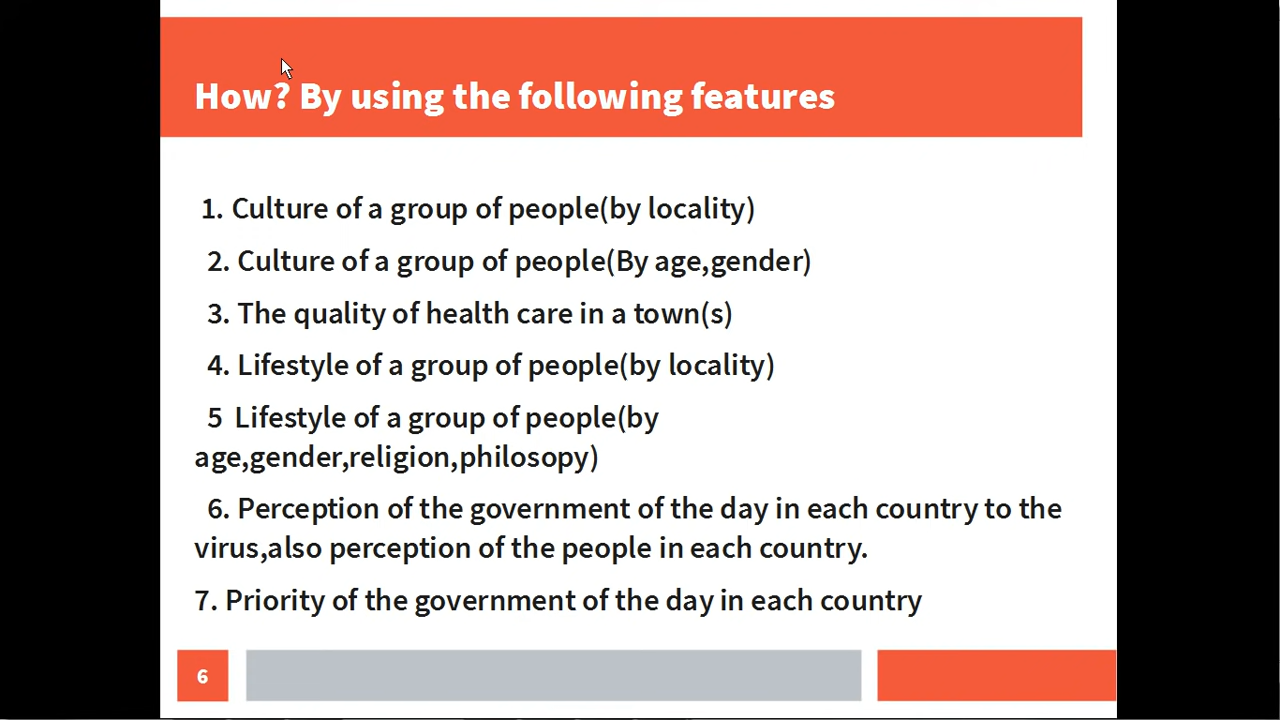 How? By using the following features
1. Culture of a group of people(by locality)
2. Culture of a group of people(By age,gender)
3. The quality of health care in a town(s)
4. Lifestyle of a group of people(by locality)
5 Lifestyle of a group of people(by
age,gender,religion,philosopy)
6. Perception of the government of the day in each country to the
virus,also perception of the people in each country.
7. Priority of the government of the day in each country
6